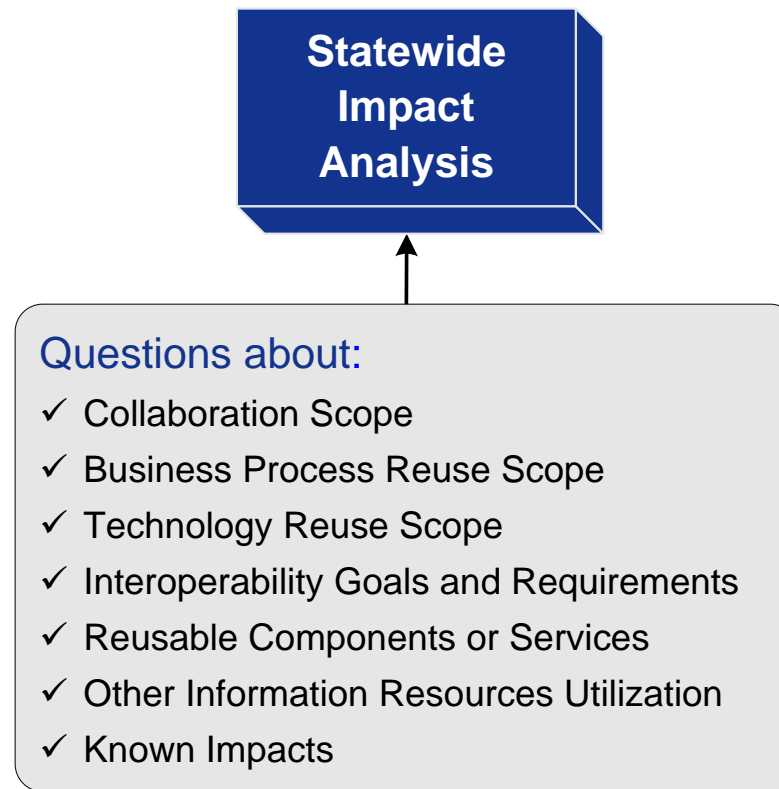 Statewide
Impact
Analysis
Questions about:
✓ Collaboration Scope
✓ Business Process Reuse Scope
✓ Technology Reuse Scope
✓ Interoperability Goals and Requirements
✓ Reusable Components or Services
✓ Other Information Resources Utilization
✓ Known Impacts